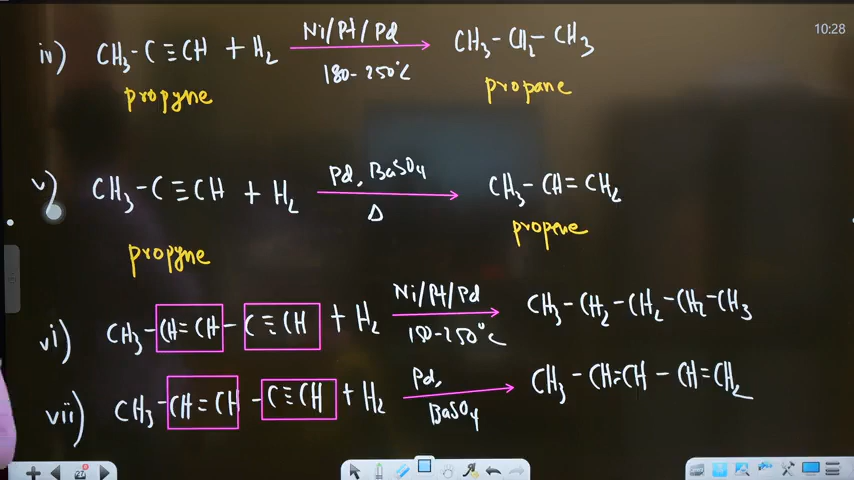 10:28
iv) CH₃-C≡CH + H₂ Ni/Pt/Pd 180-250°C CH₃-CH₂-CH₃
propyne propane
v) CH₃-C≡CH + H₂ Pd, BaSO₄ Δ CH₃-CH=CH₂
propyne propene
vi) CH₃-CH=CH-C≡CH + H₂ Ni/Pt/Pd 180-250°C CH₃-CH₂-CH₂-CH₂-CH₃
vii) CH₃-CH=CH-C≡CH + H₂ Pd, BaSO₄ CH₃-CH=CH-CH=CH₂
27